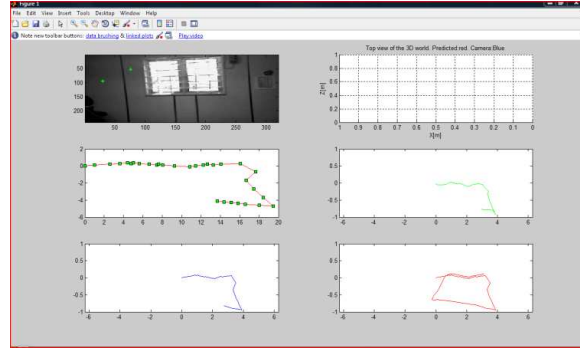 Figure 1
File Edit View Insert Tools Desktop Window Help
Note new toolbar buttons: data brushing & linked plots Play video
50
100
150
200
50 100 150 200 250 300
Top view of the 3D world. Predicted:red. Camera:Blue
Z[m]
1
0.8
0.6
0.4
0.2
0
1 0.9 0.8 0.7 0.6 0.5 0.4 0.3 0.2 0.1 0
X[m]
2
0
-2
-4
-6
0 2 4 6 8 10 12 14 16 18 20
1
0.5
0
-0.5
-1
-6 -4 -2 0 2 4 6
1
0.5
0
-0.5
-1
-6 -4 -2 0 2 4 6
1
0.5
0
-0.5
-1
-6 -4 -2 0 2 4 6